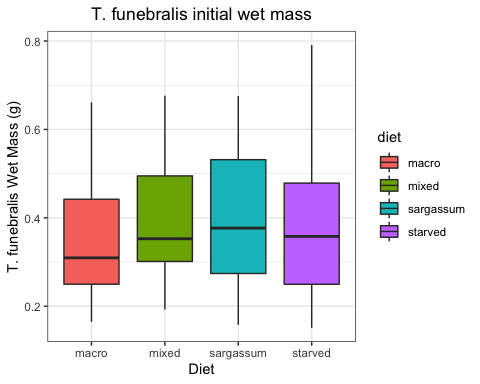 T. funebralis initial wet mass
T. funebralis Wet Mass (g)
0.8
0.6
0.4
0.2
macro
mixed
sargassum
starved
Diet
diet
macro
mixed
sargassum
starved